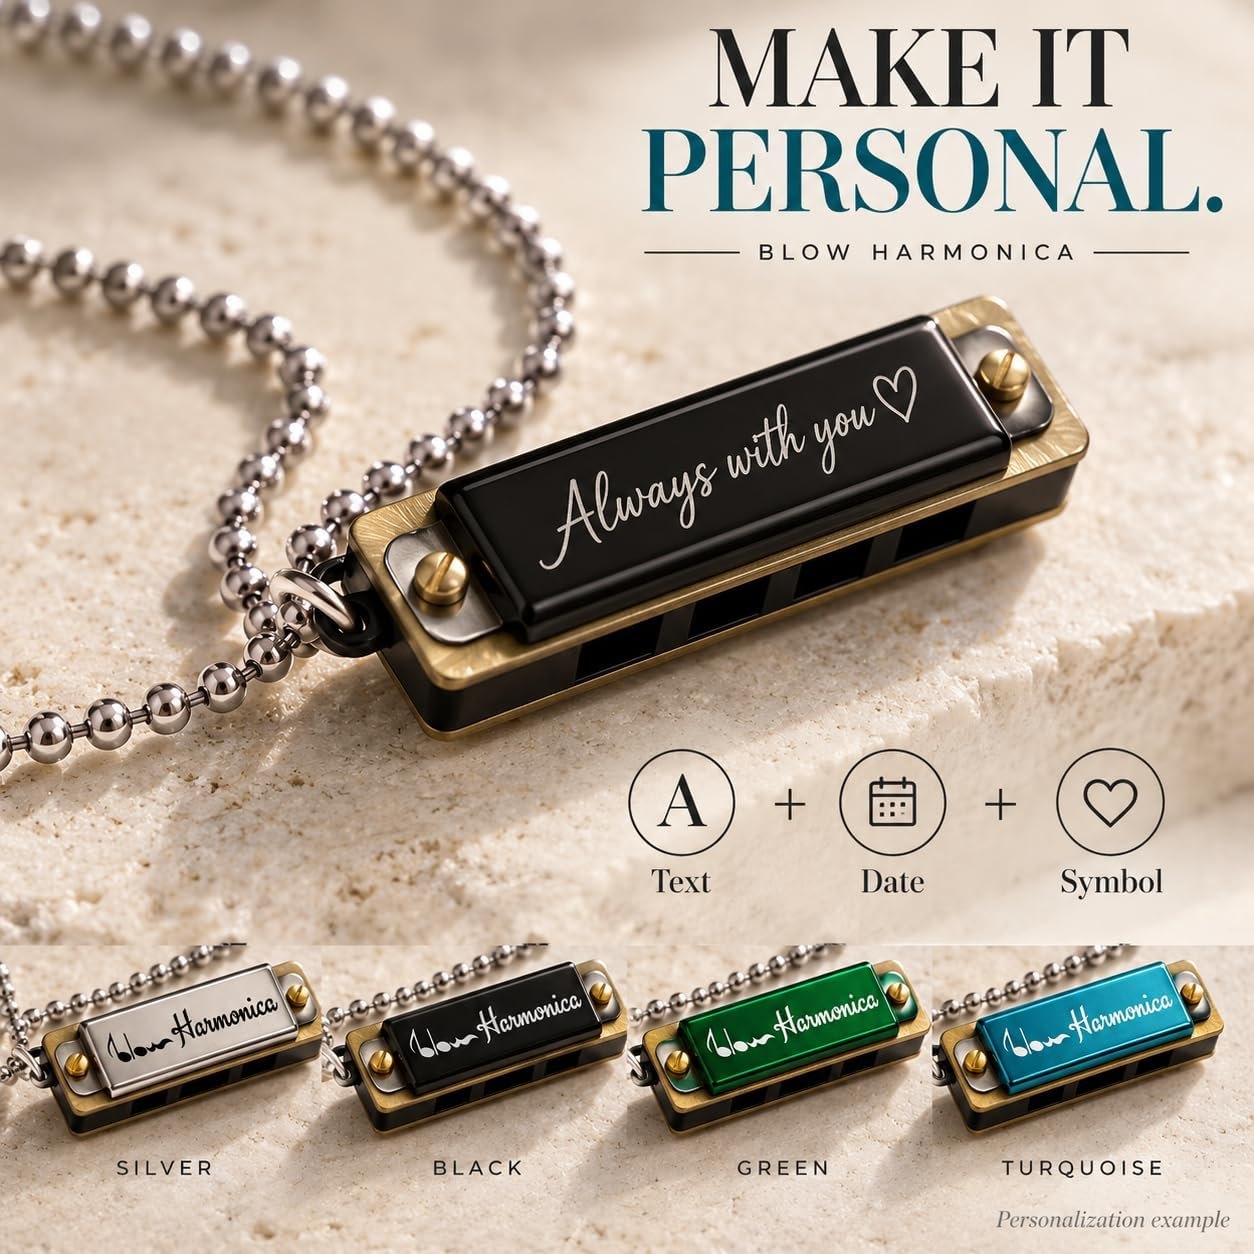 MAKE IT
PERSONAL.
BLOW HARMONICA
Always with you ♡
A
Text + Date + Symbol
blow Harmonica
blow Harmonica
blow Harmonica
blow Harmonica
SILVER
BLACK
GREEN
TURQUOISE
Personalization example